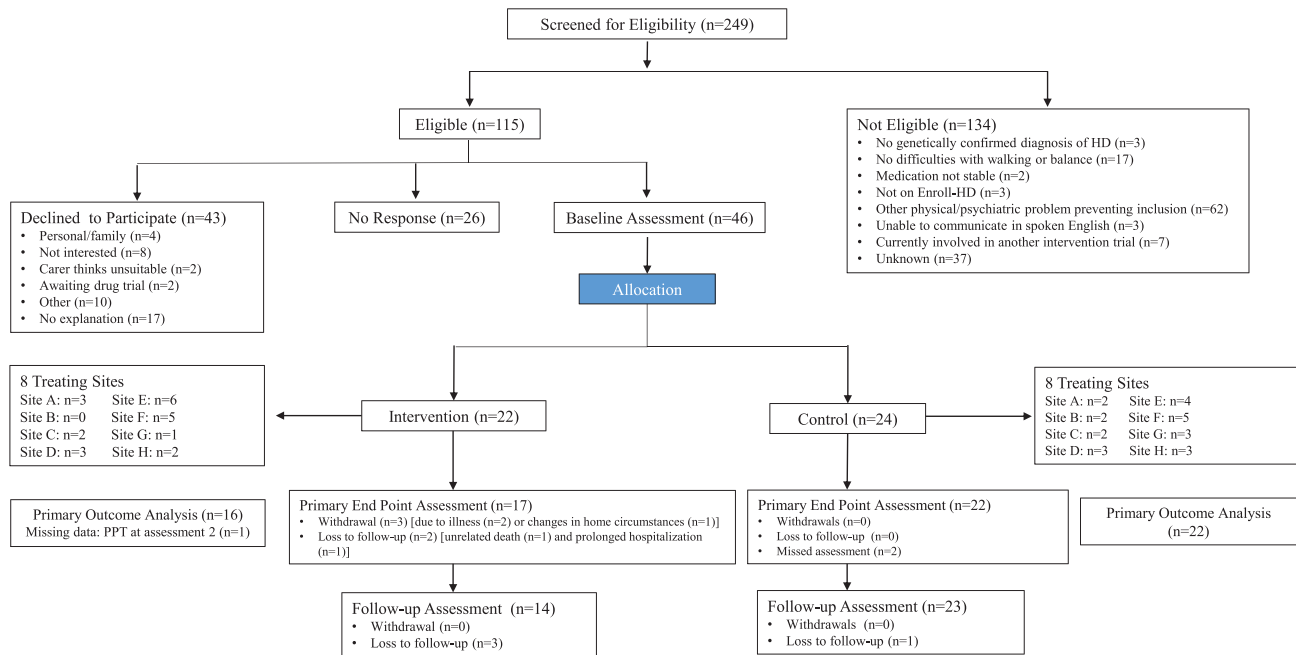 Screened for Eligibility (n=249)
Eligible (n=115)
Not Eligible (n=134)
• No genetically confirmed diagnosis of HD (n=3)
• No difficulties with walking or balance (n=17)
• Medication not stable (n=2)
• Not on Enroll-HD (n=3)
• Other physical/psychiatric problem preventing inclusion (n=62)
• Unable to communicate in spoken English (n=3)
• Currently involved in another intervention trial (n=7)
• Unknown (n=37)
Declined to Participate (n=43)
• Personal/family (n=4)
• Not interested (n=8)
• Carer thinks unsuitable (n=2)
• Awaiting drug trial (n=2)
• Other (n=10)
• No explanation (n=17)
No Response (n=26)
Baseline Assessment (n=46)
Allocation
8 Treating Sites
Site A: n=3 Site E: n=6
Site B: n=0 Site F: n=5
Site C: n=2 Site G: n=1
Site D: n=3 Site H: n=2
Intervention (n=22)
Control (n=24)
8 Treating Sites
Site A: n=2 Site E: n=4
Site B: n=2 Site F: n=5
Site C: n=2 Site G: n=3
Site D: n=3 Site H: n=3
Primary Outcome Analysis (n=16)
Missing data: PPT at assessment 2 (n=1)
Primary End Point Assessment (n=17)
• Withdrawal (n=3) [due to illness (n=2) or changes in home circumstances (n=1)]
• Loss to follow-up (n=2) [unrelated death (n=1) and prolonged hospitalization
(n=1)]
Primary End Point Assessment (n=22)
• Withdrawals (n=0)
• Loss to follow-up (n=0)
• Missed assessment (n=2)
Primary Outcome Analysis
(n=22)
Follow-up Assessment (n=14)
• Withdrawal (n=0)
• Loss to follow-up (n=3)
Follow-up Assessment (n=23)
• Withdrawals (n=0)
• Loss to follow-up (n=1)